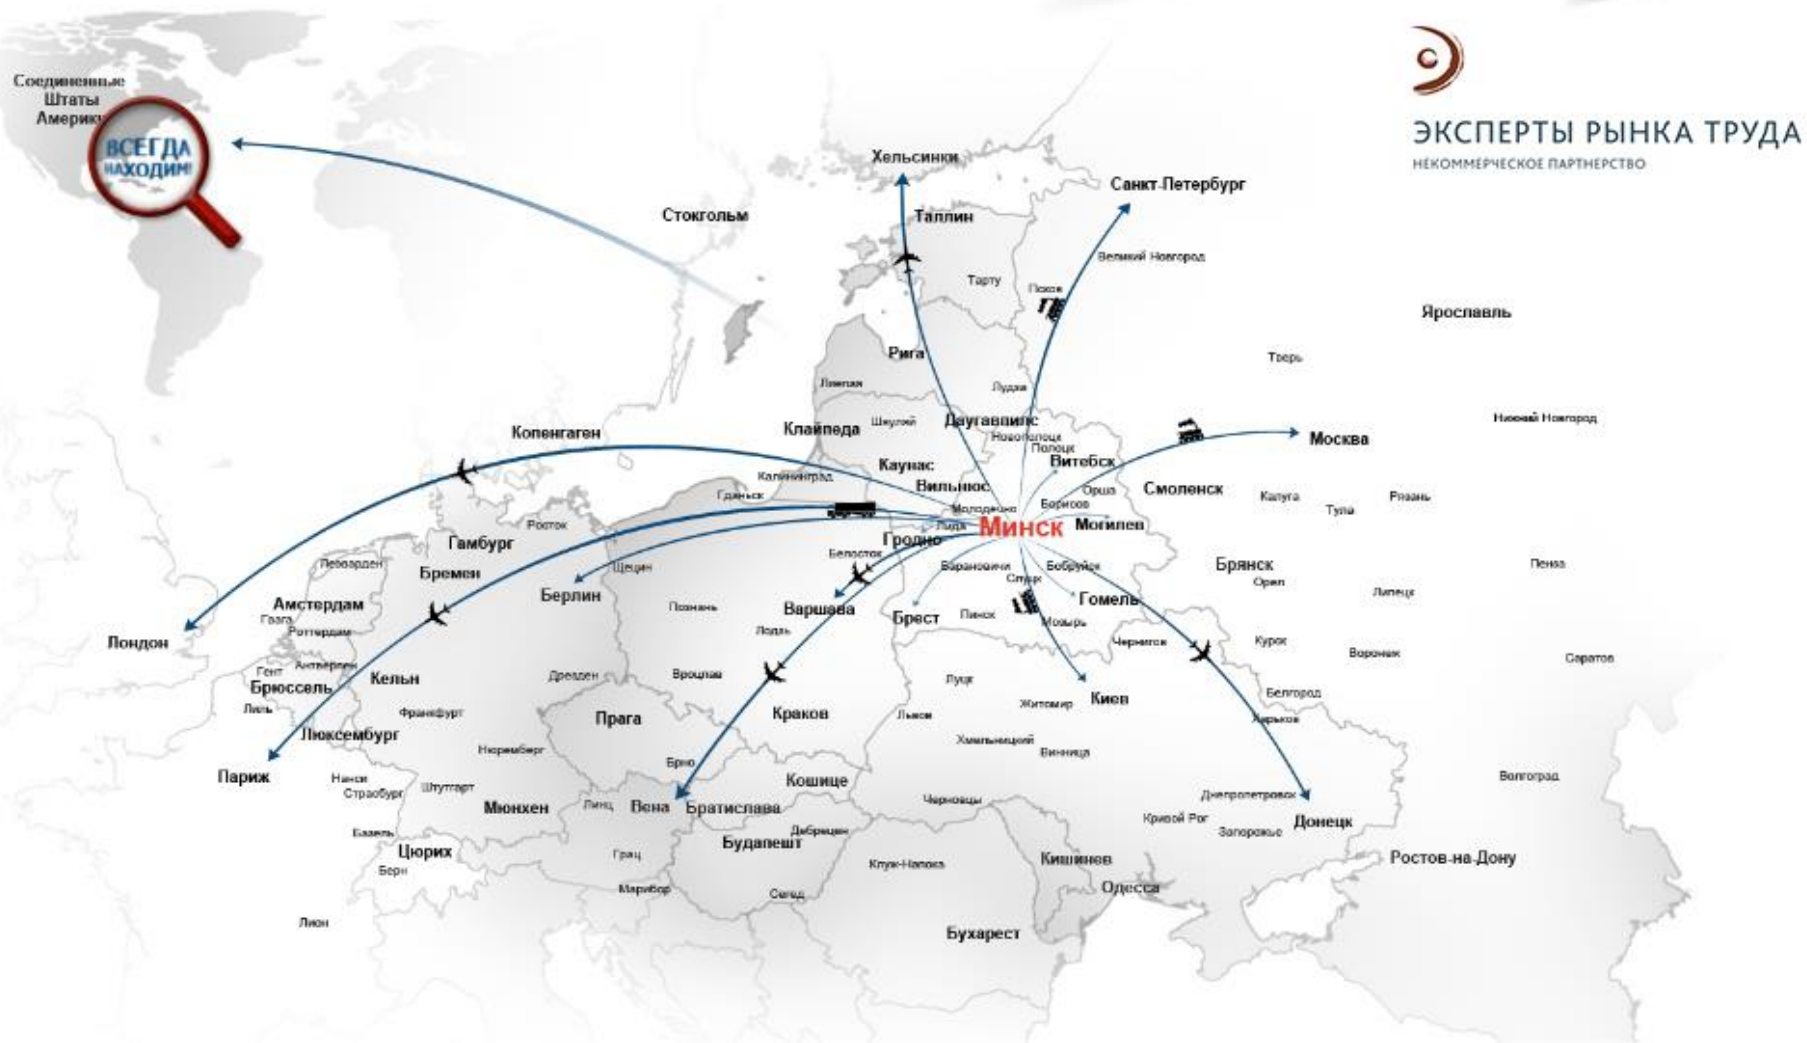 Соединенные
Штаты
Америки
ВСЕГДА
НАХОДИМ!
ЭКСПЕРТЫ РЫНКА ТРУДА
НЕКОММЕРЧЕСКОЕ ПАРТНЕРСТВО
Хельсинки
Санкт-Петербург
Стокгольм
Таллин
Великий Новгород
Тарту
Псков
Ярославль
Рига
Тверь
Лиепая
Лудза
Нижний Новгород
Шяуляй
Даугавпилс
Клайпеда
Копенгаген
Новополоцк
Москва
Полоцк
Витебск
Каунас
Калининград
Вильнюс
Орша
Смоленск
Гданьск
Калуга
Рязань
Борисов
Молодечно
Тула
Росток
Лида
Минск
Могилев
Гамбург
Гродно
Белосток
Леварден
Щецин
Барановичи
Бобруйск
Брянск
Пенза
Бремен
Слуцк
Орел
Берлин
Липецк
Амстердам
Познань
Варшава
Гомель
Гаага
Брест
Пинск
Мозырь
Роттердам
Лодзь
Лондон
Чернигов
Курск
Воронеж
Саратов
Антверпен
Гент
Дрезден
Вроцлав
Кельн
Луцк
Брюссель
Белгород
Киев
Житомир
Лиль
Франкфурт
Прага
Краков
Львов
Харьков
Люксембург
Хмельницкий
Нюремберг
Винница
Брно
Париж
Нанси
Кошице
Волгоград
Штутгарт
Страсбург
Днепропетровск
Черновцы
Мюнхен
Линц
Вена
Братислава
Кривой Рог
Донецк
Базель
Дебрецен
Запорожье
Будапешт
Цюрих
Грац
Кишинев
Ростов-на-Дону
Клуж-Напока
Берн
Марибор
Сегед
Одесса
Лион
Бухарест